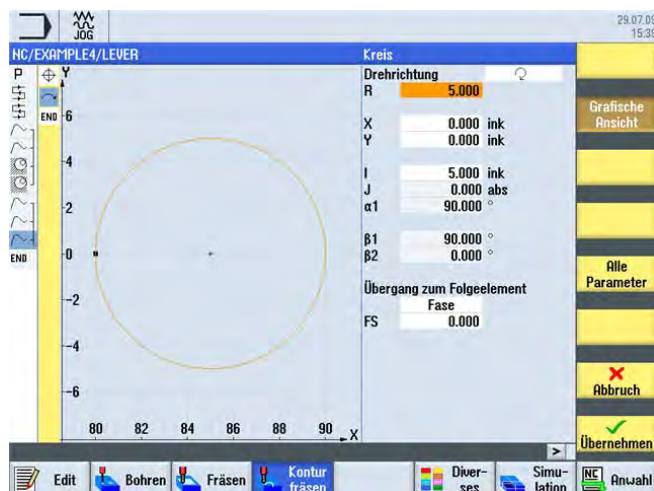 29.07.09
JOG
15:39
NC/EXAMPLE4/LEVER
Kreis
P
Y
END
END
6
4
2
0
-2
-4
-6
80 82 84 86 88 90 X
Drehrichtung
R 5.000
X 0.000 ink
Y 0.000 ink
I 5.000 ink
J 0.000 abs
α1 90.000 °
β1 90.000 °
β2 0.000 °
Übergang zum Folgeelement
Fase
FS 0.000
Grafische
Ansicht
Alle
Parameter
Abbruch
Übernehmen
>
Edit
Bohren
Fräsen
Kontur
fräsen
Diver-
ses
Simu-
lation
NC
Anwahl